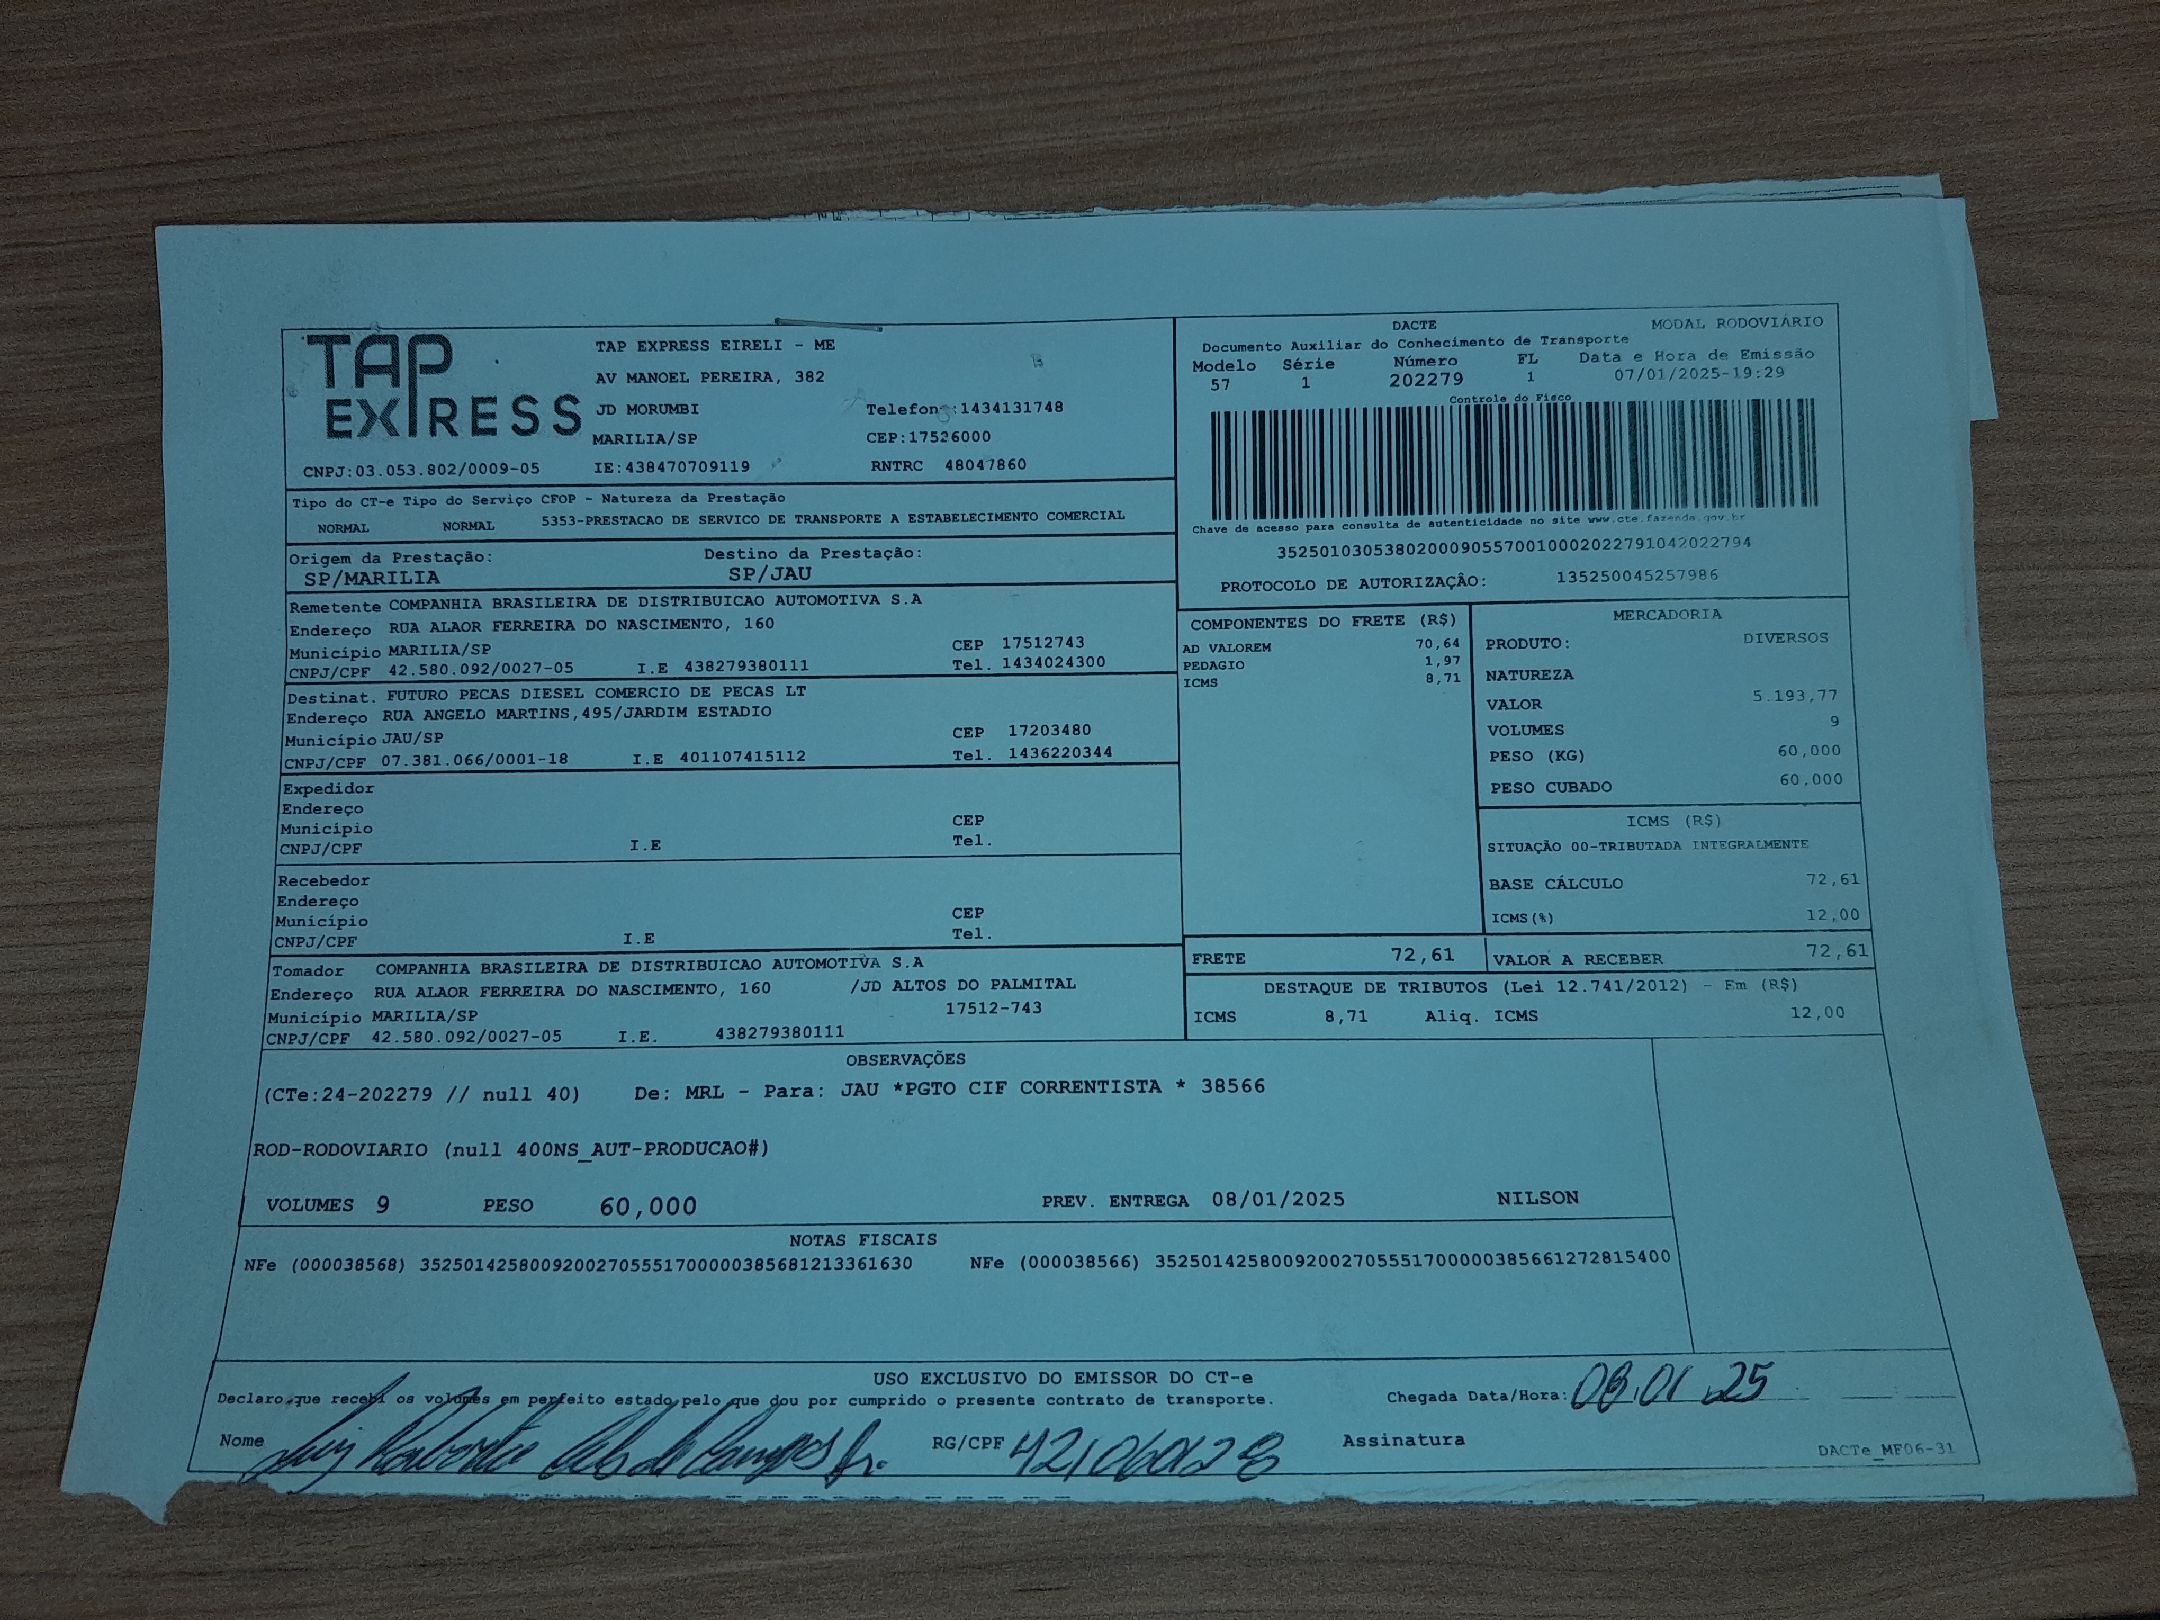 TAP EXPRESS
TAP EXPRESS EIRELI - ME
AV MANOEL PEREIRA, 382
JD MORUMBI Telefone:1434131748
MARILIA/SP CEP:17526000
CNPJ:03.053.802/0009-05 IE:438470709119 RNTRC 48047860
DACTE MODAL RODOVIÁRIO
Documento Auxiliar do Conhecimento de Transporte
Modelo Série Número FL Data e Hora de Emissão
57 1 202279 1 07/01/2025-19:29
Controle do Fisco
Chave de acesso para consulta de autenticidade no site www.cte.fazenda.gov.br
35250103053802000905570010002022791042022794
PROTOCOLO DE AUTORIZAÇÂO: 135250045257986
Tipo do CT-e Tipo do Serviço CFOP - Natureza da Prestação
NORMAL NORMAL 5353-PRESTACAO DE SERVICO DE TRANSPORTE A ESTABELECIMENTO COMERCIAL
Origem da Prestação: Destino da Prestação:
SP/MARILIA SP/JAU
Remetente COMPANHIA BRASILEIRA DE DISTRIBUICAO AUTOMOTIVA S.A
Endereço RUA ALAOR FERREIRA DO NASCIMENTO, 160
Município MARILIA/SP CEP 17512743
CNPJ/CPF 42.580.092/0027-05 I.E 438279380111 Tel. 1434024300
Destinat. FUTURO PECAS DIESEL COMERCIO DE PECAS LT
Endereço RUA ANGELO MARTINS,495/JARDIM ESTADIO
Município JAU/SP CEP 17203480
CNPJ/CPF 07.381.066/0001-18 I.E 401107415112 Tel. 1436220344
Expedidor
Endereço
Município CEP
CNPJ/CPF I.E Tel.
Recebedor
Endereço
Município CEP
CNPJ/CPF I.E Tel.
Tomador COMPANHIA BRASILEIRA DE DISTRIBUICAO AUTOMOTIVA S.A
Endereço RUA ALAOR FERREIRA DO NASCIMENTO, 160 /JD ALTOS DO PALMITAL
Município MARILIA/SP 17512-743
CNPJ/CPF 42.580.092/0027-05 I.E. 438279380111
COMPONENTES DO FRETE (R$)
AD VALOREM 70,64
PEDAGIO 1,97
ICMS 8,71
MERCADORIA
PRODUTO: DIVERSOS
NATUREZA
VALOR 5.193,77
VOLUMES 9
PESO (KG) 60,000
PESO CUBADO 60,000
ICMS (R$)
SITUAÇÃO 00-TRIBUTADA INTEGRALMENTE
BASE CÁLCULO 72,61
ICMS(%) 12,00
FRETE 72,61 VALOR A RECEBER 72,61
DESTAQUE DE TRIBUTOS (Lei 12.741/2012) - Em (R$)
ICMS 8,71 Aliq. ICMS 12,00
OBSERVAÇÕES
(CTe:24-202279 // null 40) De: MRL - Para: JAU *PGTO CIF CORRENTISTA * 38566
ROD-RODOVIARIO (null 400NS_AUT-PRODUCAO#)
VOLUMES 9 PESO 60,000 PREV. ENTREGA 08/01/2025 NILSON
NOTAS FISCAIS
NFe (000038568) 35250142580092002705551700000385681213361630 NFe (000038566) 35250142580092002705551700000385661272815400
USO EXCLUSIVO DO EMISSOR DO CT-e
Declaro que recebi os volumes em perfeito estado pelo que dou por cumprido o presente contrato de transporte. Chegada Data/Hora: 08.01.25
Nome Luiz Roberto de Campos Jr. RG/CPF 421060128 Assinatura
DACTe_MF06-31